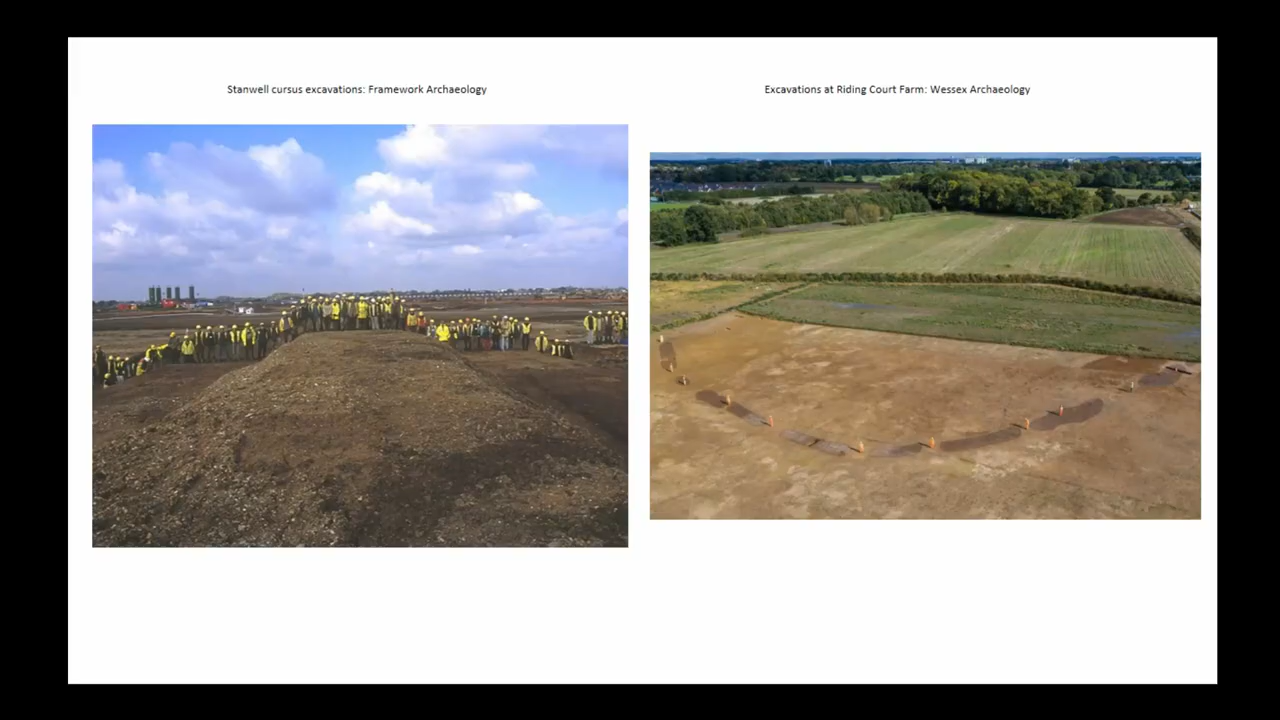 Stanwell cursus excavations: Framework Archaeology
Excavations at Riding Court Farm: Wessex Archaeology